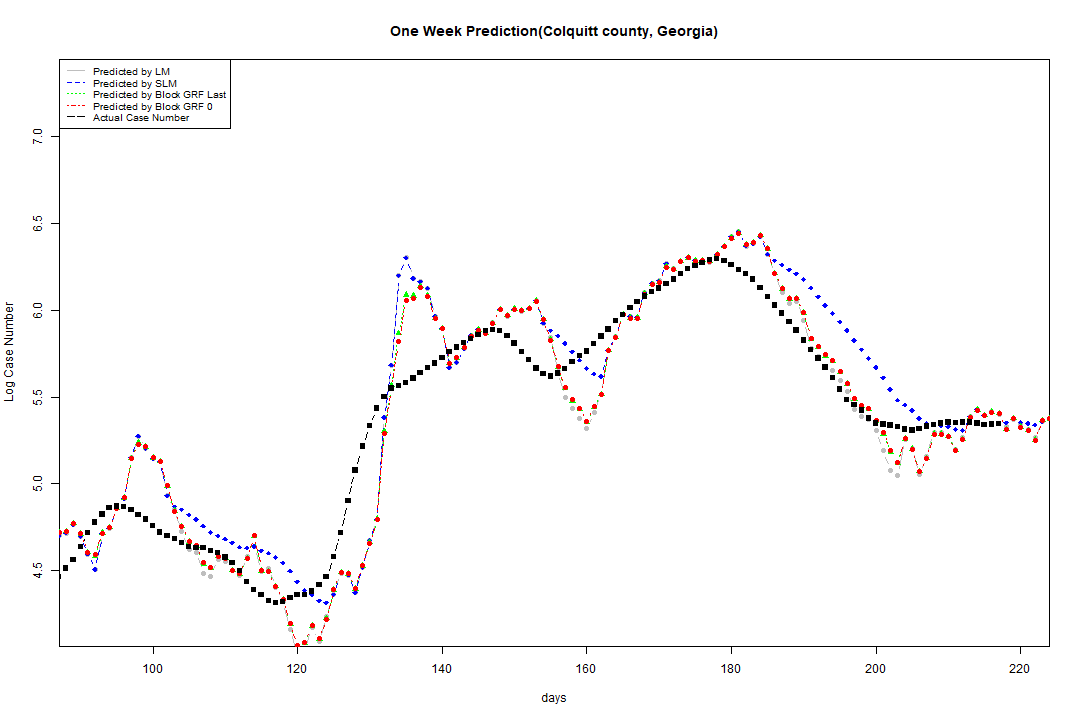 One Week Prediction(Colquitt county, Georgia)
Predicted by LM
Predicted by SLM
Predicted by Block GRF Last
Predicted by Block GRF 0
Actual Case Number
Log Case Number
7.0
6.5
6.0
5.5
5.0
4.5
100 120 140 160 180 200 220
days